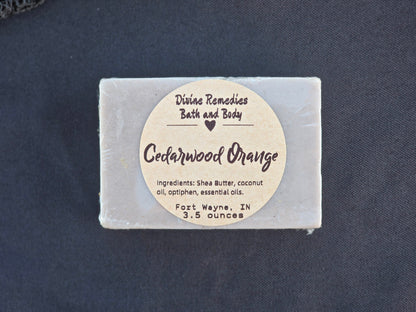 Divine Remedies
Bath and Body
Cedarwood Orange
Ingredients: Shea Butter, coconut
oil, optiphen, essential oils.
Fort Wayne, IN
3.5 ounces